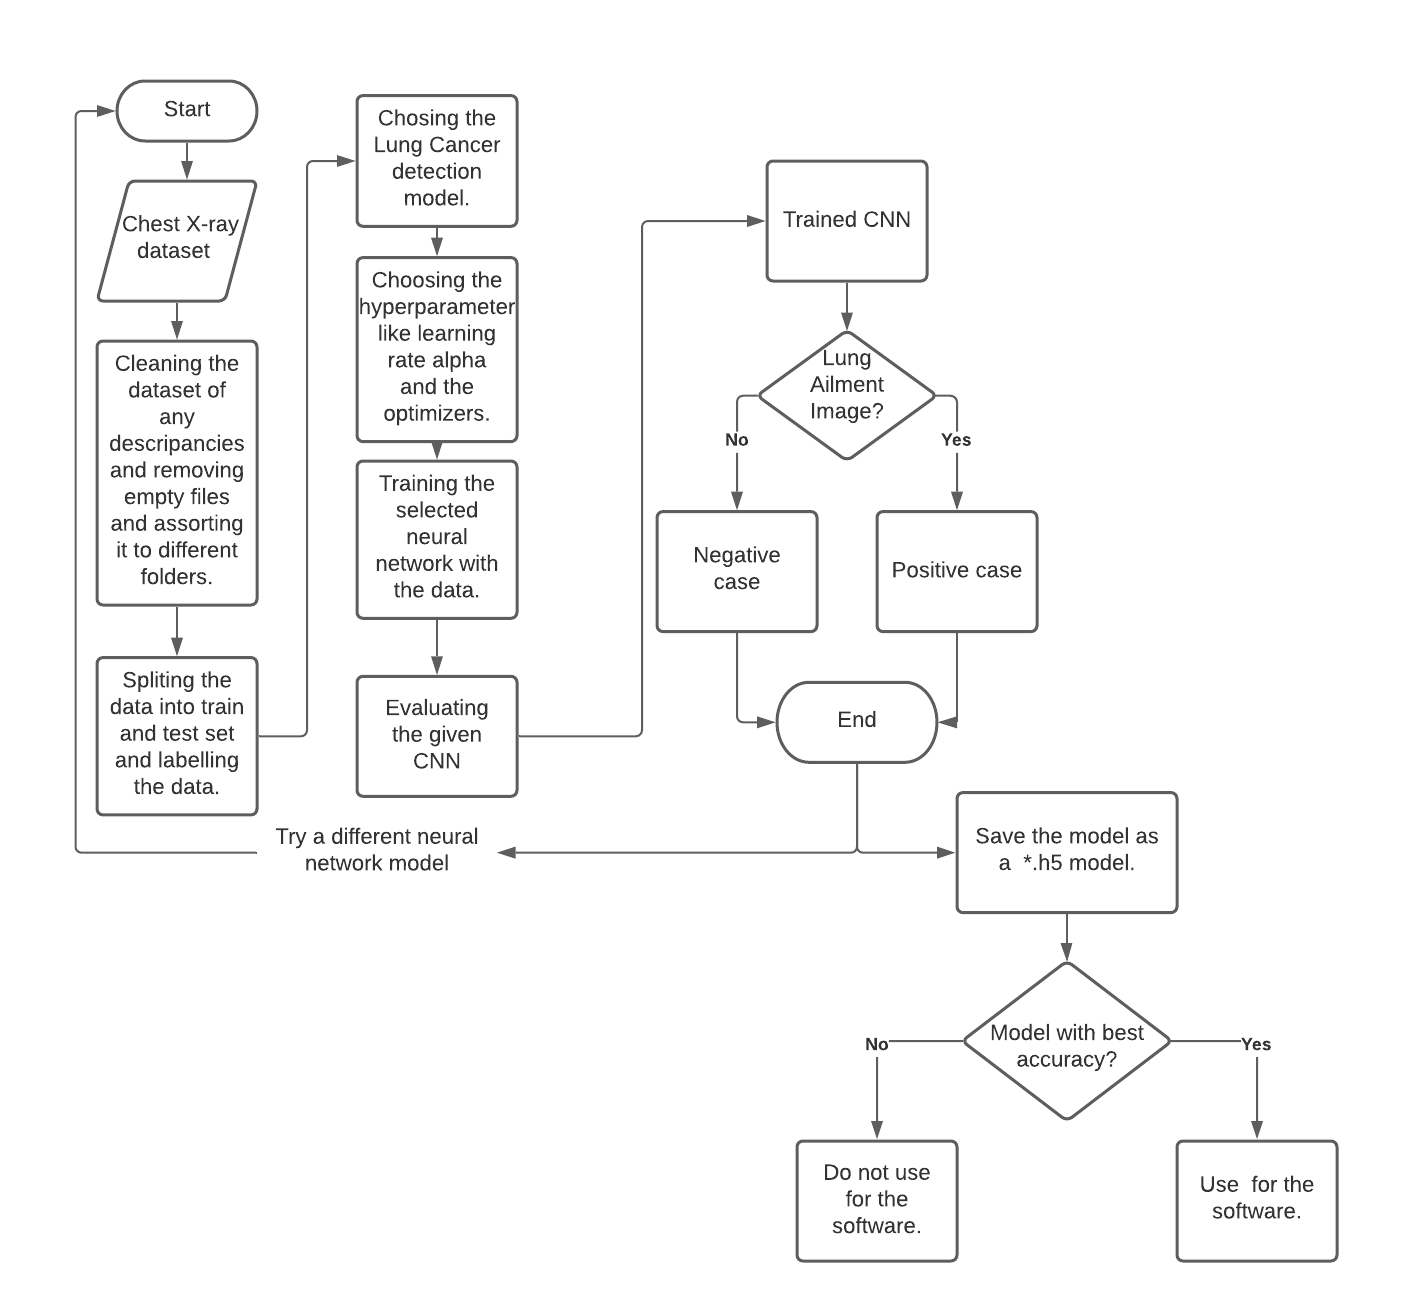 Start
Chest X-ray
dataset
Cleaning the
dataset of
any
descripancies
and removing
empty files
and assorting
it to different
folders.
Spliting the
data into train
and test set
and labelling
the data.
Chosing the
Lung Cancer
detection
model.
Choosing the
hyperparameter
like learning
rate alpha
and the
optimizers.
Training the
selected
neural
network with
the data.
Evaluating
the given
CNN
Trained CNN
Lung
Ailment
Image?
No
Yes
Negative
case
Positive case
End
Try a different neural
network model
Save the model as
a *.h5 model.
Model with best
accuracy?
No
Yes
Do not use
for the
software.
Use for the
software.